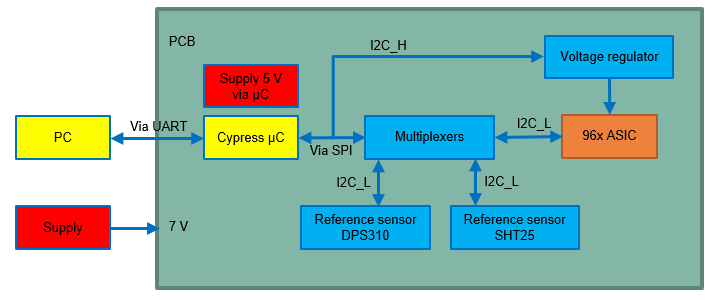 PCB
I2C_H
Voltage regulator
Supply 5 V
via µC
Via UART
I2C_L
PC
Cypress µC
Multiplexers
96x ASIC
Via SPI
I2C_L
I2C_L
Supply
7 V
Reference sensor
DPS310
Reference sensor
SHT25